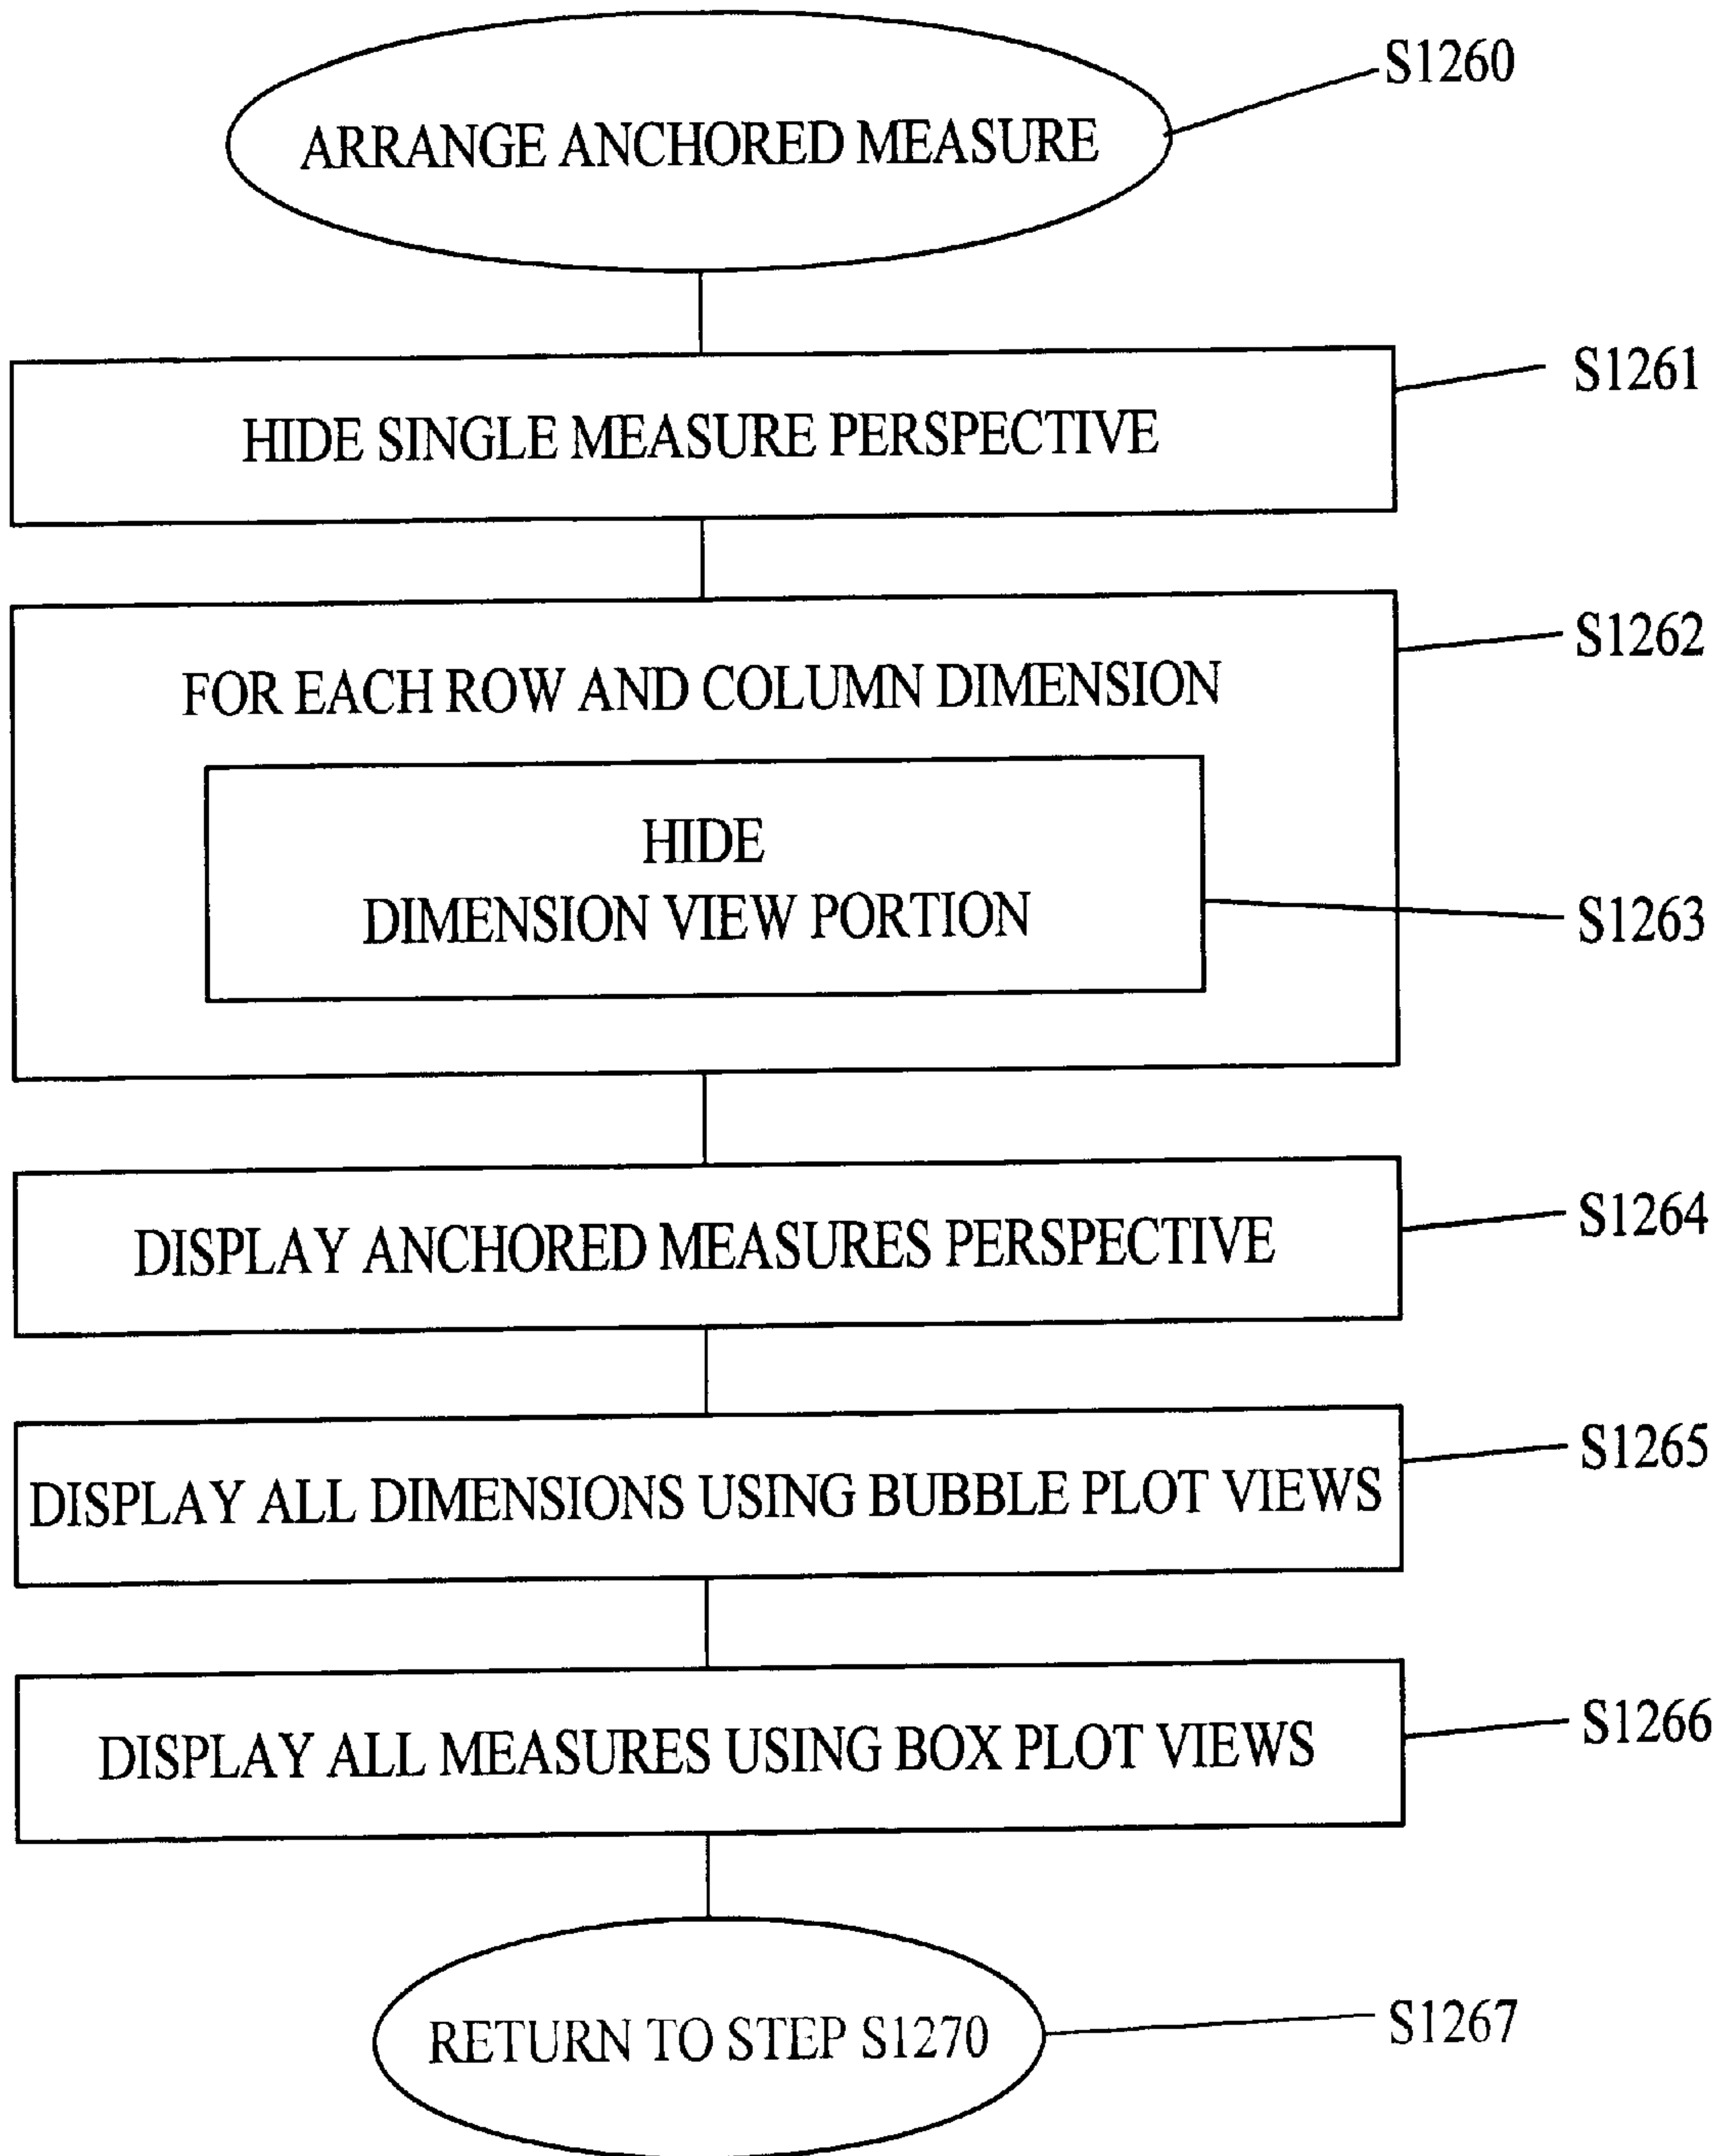 ARRANGE ANCHORED MEASURE
S1260
HIDE SINGLE MEASURE PERSPECTIVE
S1261
FOR EACH ROW AND COLUMN DIMENSION
S1262
HIDE
DIMENSION VIEW PORTION
S1263
DISPLAY ANCHORED MEASURES PERSPECTIVE
S1264
DISPLAY ALL DIMENSIONS USING BUBBLE PLOT VIEWS
S1265
DISPLAY ALL MEASURES USING BOX PLOT VIEWS
S1266
RETURN TO STEP S1270
S1267